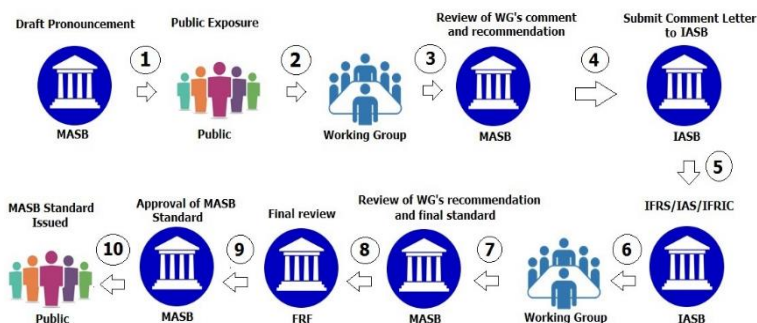 Draft Pronouncement
MASB
1
Public Exposure
Public
2
Working Group
3
Review of WG's comment
and recommendation
MASB
4
Submit Comment Letter
to IASB
IASB
5
IFRS/IAS/IFRIC
IASB
6
Working Group
7
Review of WG's recommendation
and final standard
MASB
8
Final review
FRF
9
Approval of MASB
Standard
MASB
10
MASB Standard
Issued
Public